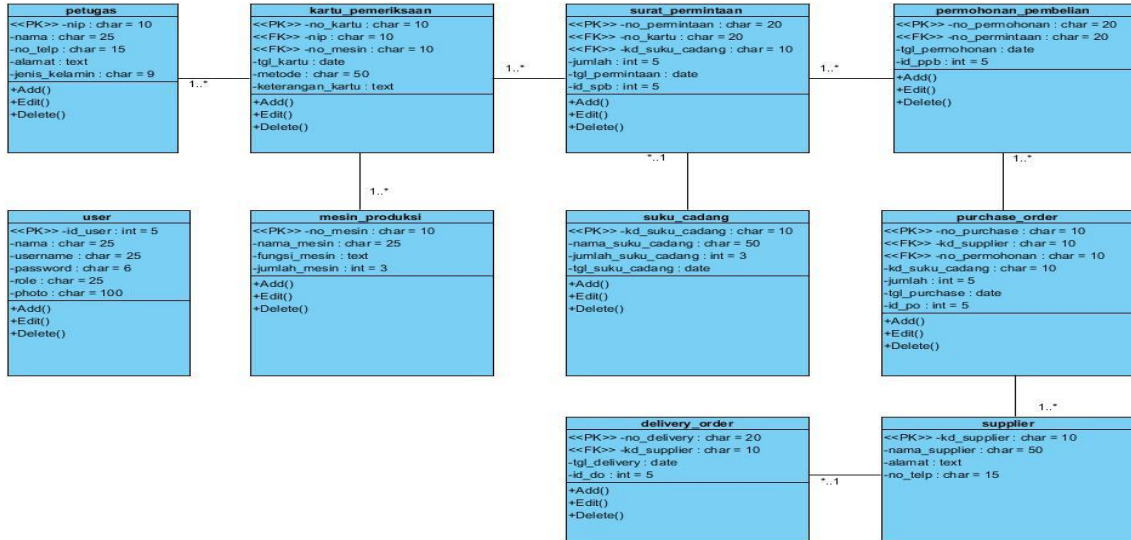 petugas
<<PK>> -nip : char = 10
-nama : char = 25
-no_telp : char = 15
-alamat : text
-jenis_kelamin : char = 9
+Add()
+Edit()
+Delete()
1..*
kartu_pemeriksaan
<<PK>> -no_kartu : char = 10
<<FK>> -nip : char = 10
<<FK>> -no_mesin : char = 10
-tgl_kartu : date
-metode : char = 50
-keterangan_kartu : text
+Add()
+Edit()
+Delete()
1..*
surat_permintaan
<<PK>> -no_permintaan : char = 20
<<FK>> -no_kartu : char = 20
<<FK>> -kd_suku_cadang : char = 10
-jumlah : int = 5
-tgl_permintaan : date
-id_spb : int = 5
+Add()
+Edit()
+Delete()
1..*
permohonan_pembelian
<<PK>> -no_permohonan : char = 20
<<FK>> -no_permintaan : char = 20
-tgl_permohonan : date
-id_ppb : int = 5
+Add()
+Edit()
+Delete()
1..*
*..1
1..*
user
<<PK>> -id_user : int = 5
-nama : char = 25
-username : char = 25
-password : char = 6
-role : char = 25
-photo : char = 100
+Add()
+Edit()
+Delete()
mesin_produksi
<<PK>> -no_mesin : char = 10
-nama_mesin : char = 25
-fungsi_mesin : text
-jumlah_mesin : int = 3
+Add()
+Edit()
+Delete()
suku_cadang
<<PK>> -kd_suku_cadang : char = 10
-nama_suku_cadang : char = 50
-jumlah_suku_cadang : int = 3
-tgl_suku_cadang : date
+Add()
+Edit()
+Delete()
purchase_order
<<PK>> -no_purchase : char = 10
<<FK>> -kd_supplier : char = 10
<<FK>> -no_permohonan : char = 10
-kd_suku_cadang : char = 10
-jumlah : int = 5
-tgl_purchase : date
-id_po : int = 5
+Add()
+Edit()
+Delete()
1..*
delivery_order
<<PK>> -no_delivery : char = 20
<<FK>> -kd_supplier : char = 10
-tgl_delivery : date
-id_do : int = 5
+Add()
+Edit()
+Delete()
*..1
supplier
<<PK>> -kd_supplier : char = 10
-nama_supplier : char = 50
-alamat : text
-no_telp : char = 15